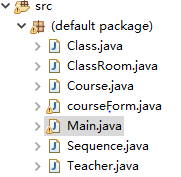 src
(default package)
Class.java
ClassRoom.java
Course.java
courseForm.java
Main.java
Sequence.java
Teacher.java